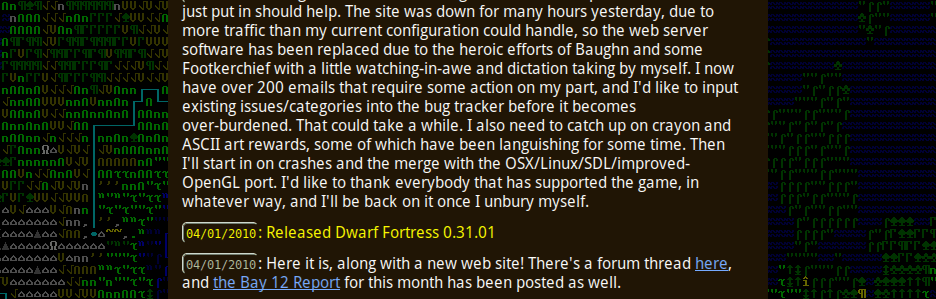 just put in should help. The site was down for many hours yesterday, due to
more traffic than my current configuration could handle, so the web server
software has been replaced due to the heroic efforts of Baughn and some
Footkerchief with a little watching-in-awe and dictation taking by myself. I now
have over 200 emails that require some action on my part, and I'd like to input
existing issues/categories into the bug tracker before it becomes
over-burdened. That could take a while. I also need to catch up on crayon and
ASCII art rewards, some of which have been languishing for some time. Then
I'll start in on crashes and the merge with the OSX/Linux/SDL/improved-
OpenGL port. I'd like to thank everybody that has supported the game, in
whatever way, and I'll be back on it once I unbury myself.
04/01/2010: Released Dwarf Fortress 0.31.01
04/01/2010: Here it is, along with a new web site! There's a forum thread here,
and the Bay 12 Report for this month has been posted as well.